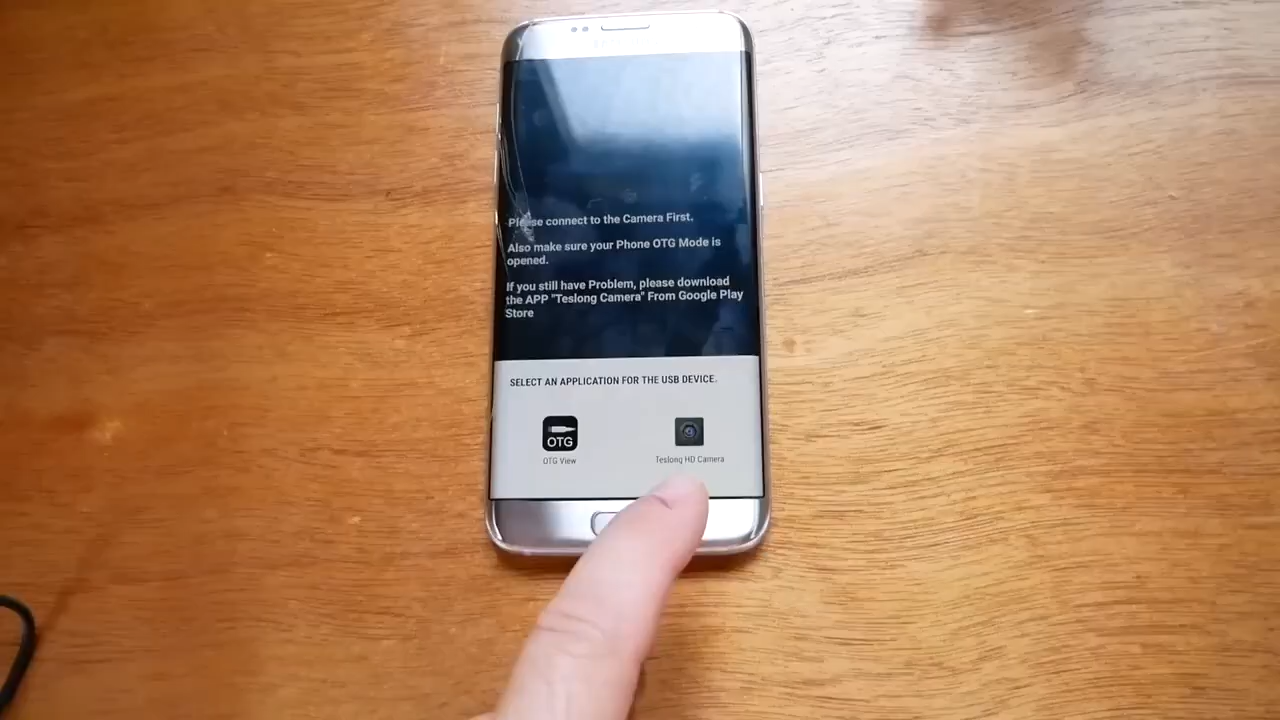 SAMSUNG
Please connect to the Camera First.
Also make sure your Phone OTG Mode is
opened.
If you still have Problem, please download
the APP "Teslong Camera" From Google Play
Store
SELECT AN APPLICATION FOR THE USB DEVICE.
OTG
OTG View
Teslong HD Camera